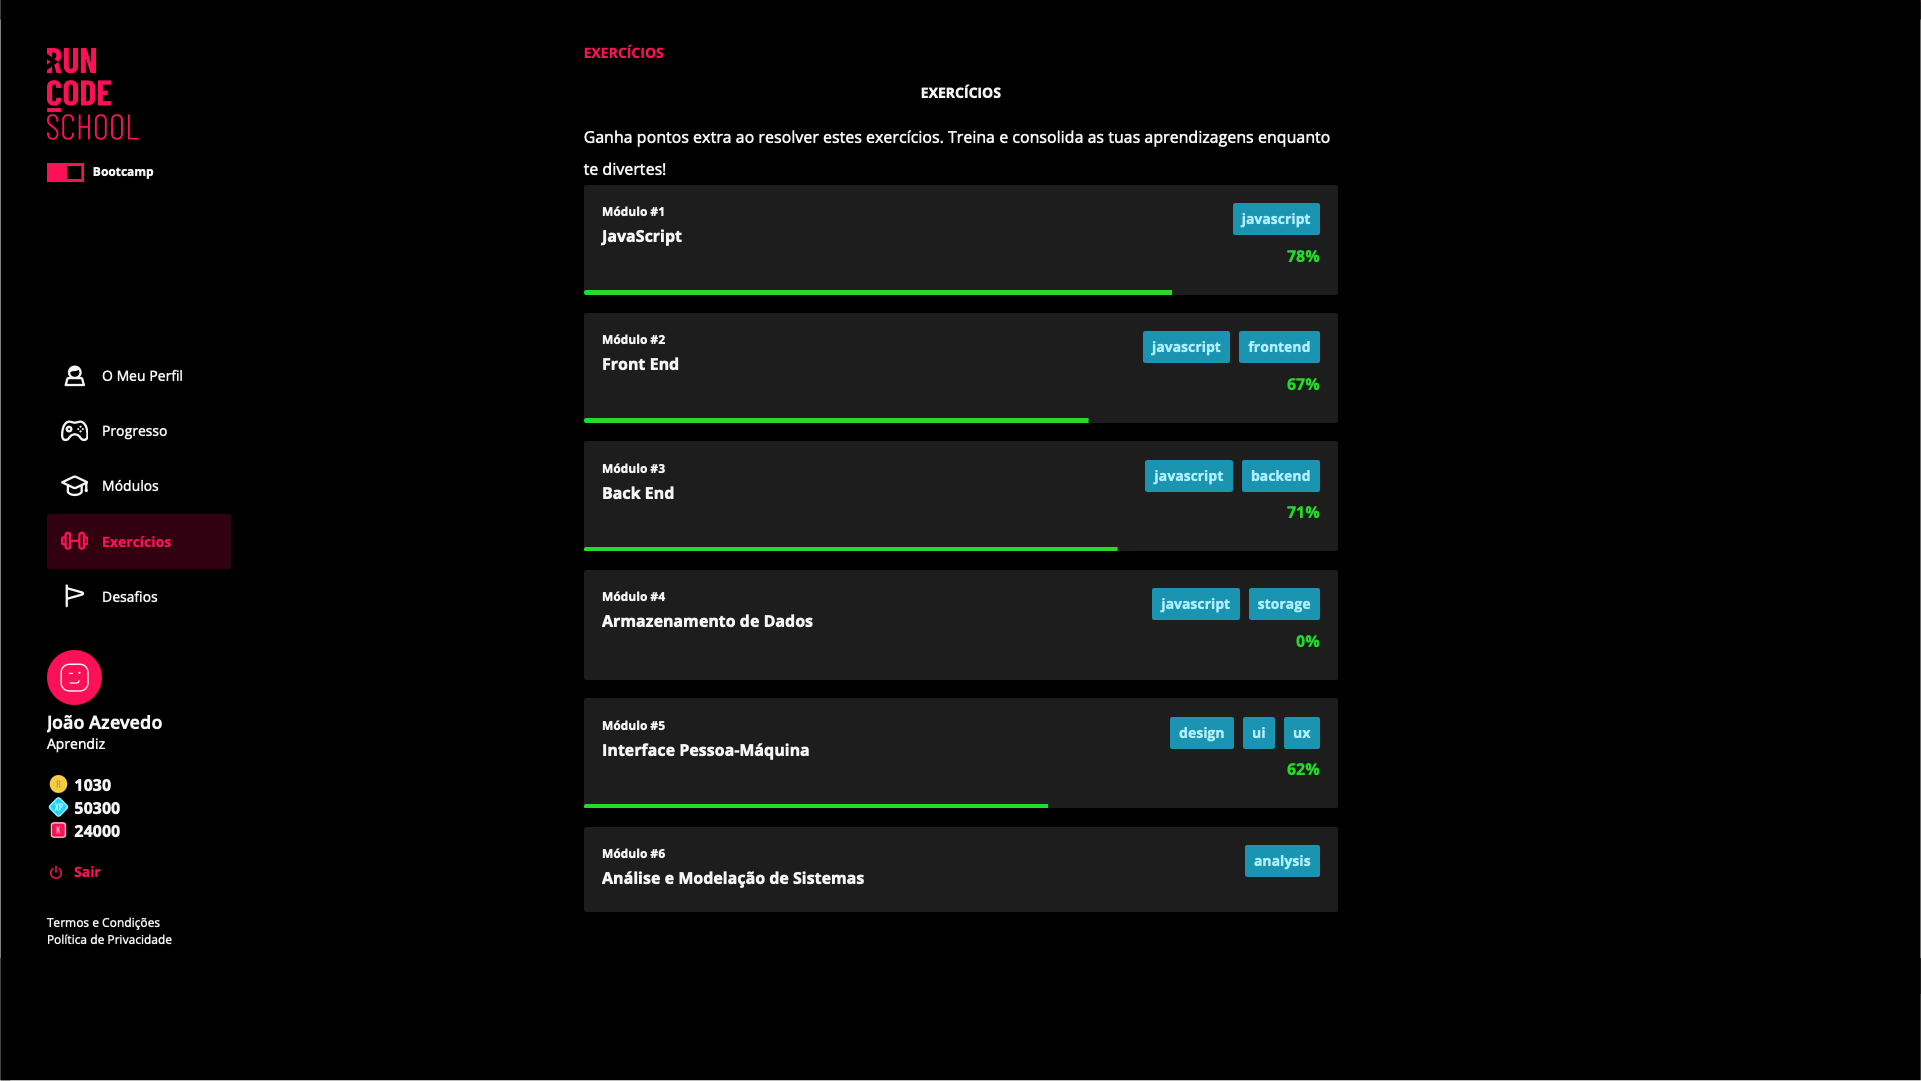 RUN
CODE
SCHOOL
Bootcamp
O Meu Perfil
Progresso
Módulos
Exercícios
Desafios
João Azevedo
Aprendiz
1030
XP 50300
K 24000
Sair
Termos e Condições
Política de Privacidade
EXERCÍCIOS
EXERCÍCIOS
Ganha pontos extra ao resolver estes exercícios. Treina e consolida as tuas aprendizagens enquanto
te divertes!
Módulo #1
JavaScript
javascript
78%
Módulo #2
Front End
javascript frontend
67%
Módulo #3
Back End
javascript backend
71%
Módulo #4
Armazenamento de Dados
javascript storage
0%
Módulo #5
Interface Pessoa-Máquina
design ui ux
62%
Módulo #6
Análise e Modelação de Sistemas
analysis